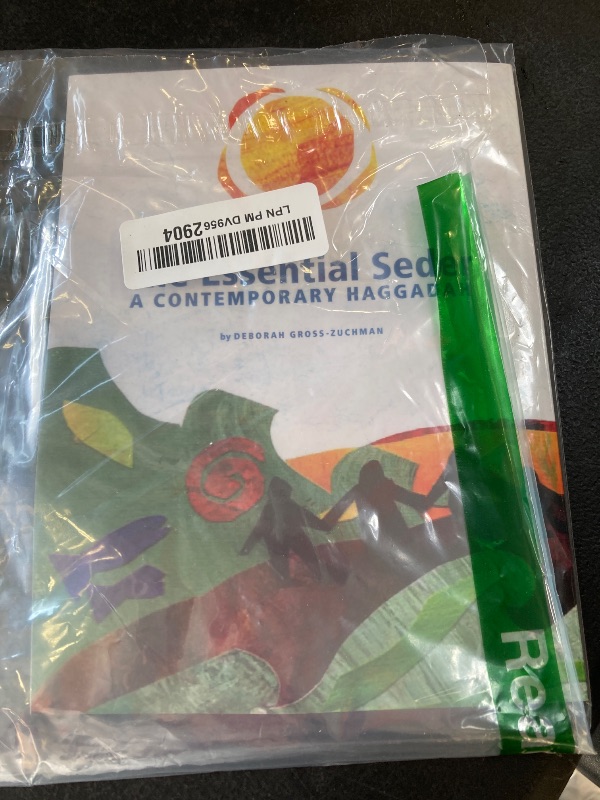 LPN PM DV9562904
Essential Seder
A CONTEMPORARY HAGGADAH
by DEBORAH GROSS-ZUCHMAN